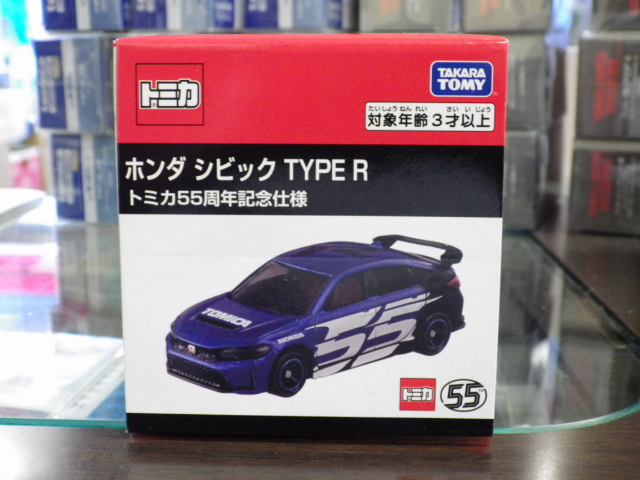 トミカ
TAKARA
TOMY
たいしょうねんれい さいいじょう
対象年齢3才以上
ホンダ シビック TYPE R
トミカ55周年記念仕様
TOMICA
HONDA
55
トミカ
55